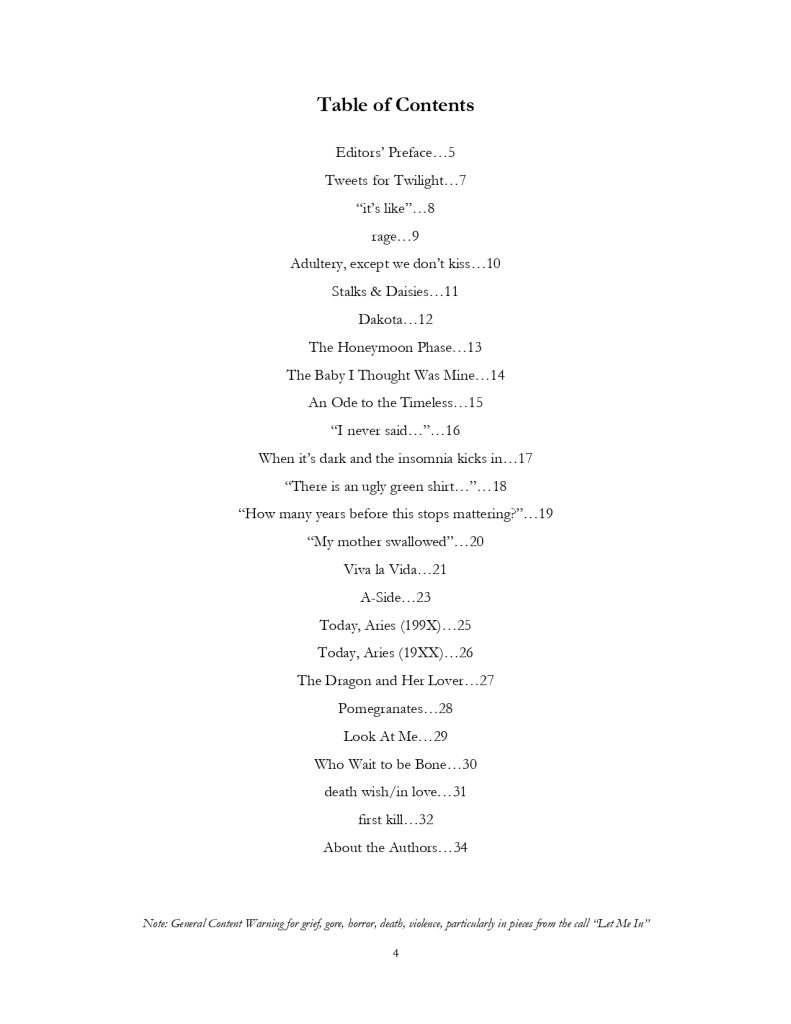 Table of Contents
Editors’ Preface…5
Tweets for Twilight…7
“it’s like”…8
rage…9
Adultery, except we don’t kiss…10
Stalks & Daisies…11
Dakota…12
The Honeymoon Phase…13
The Baby I Thought Was Mine…14
An Ode to the Timeless…15
“I never said…”…16
When it’s dark and the insomnia kicks in…17
“There is an ugly green shirt…”…18
“How many years before this stops mattering?”…19
“My mother swallowed”…20
Viva la Vida…21
A-Side…23
Today, Aries (199X)…25
Today, Aries (19XX)…26
The Dragon and Her Lover…27
Pomegranates…28
Look At Me…29
Who Wait to be Bone…30
death wish/in love…31
first kill…32
About the Authors…34
Note: General Content Warning for grief, gore, horror, death, violence, particularly in pieces from the call “Let Me In”
4